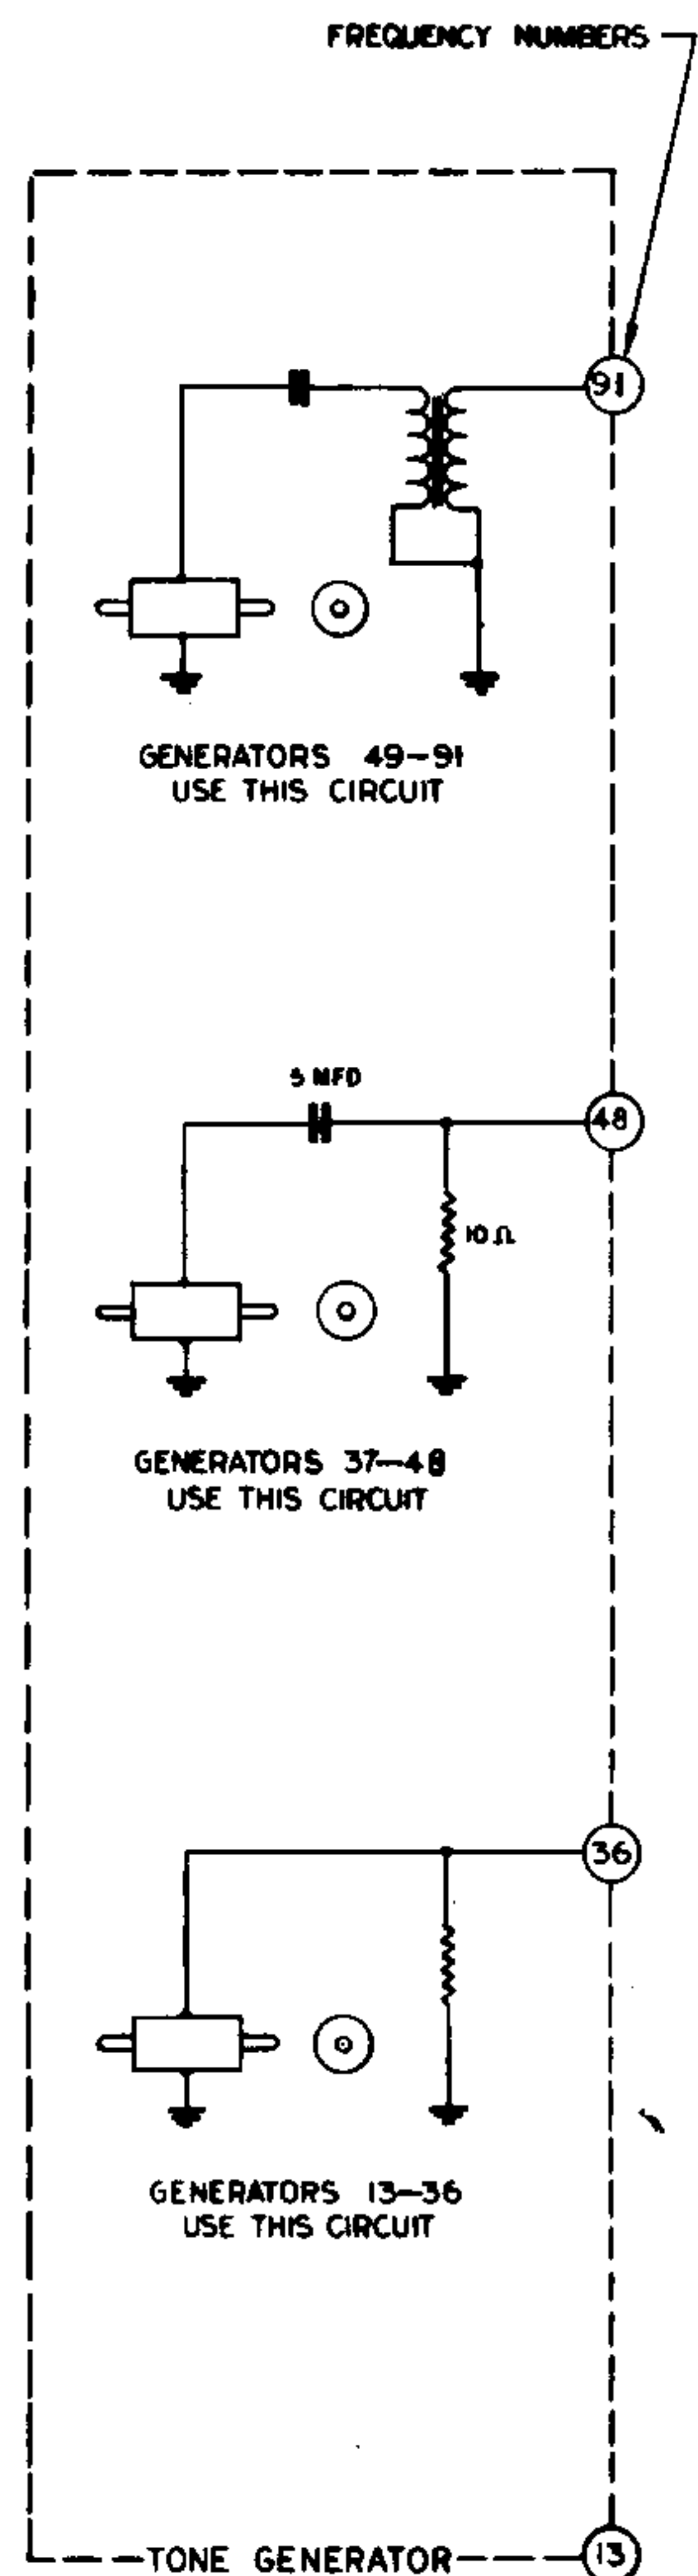 FREQUENCY NUMBERS
91
GENERATORS 49-91
USE THIS CIRCUIT
5 MFD
48
10 Ω
GENERATORS 37-48
USE THIS CIRCUIT
36
GENERATORS 13-36
USE THIS CIRCUIT
TONE GENERATOR
13